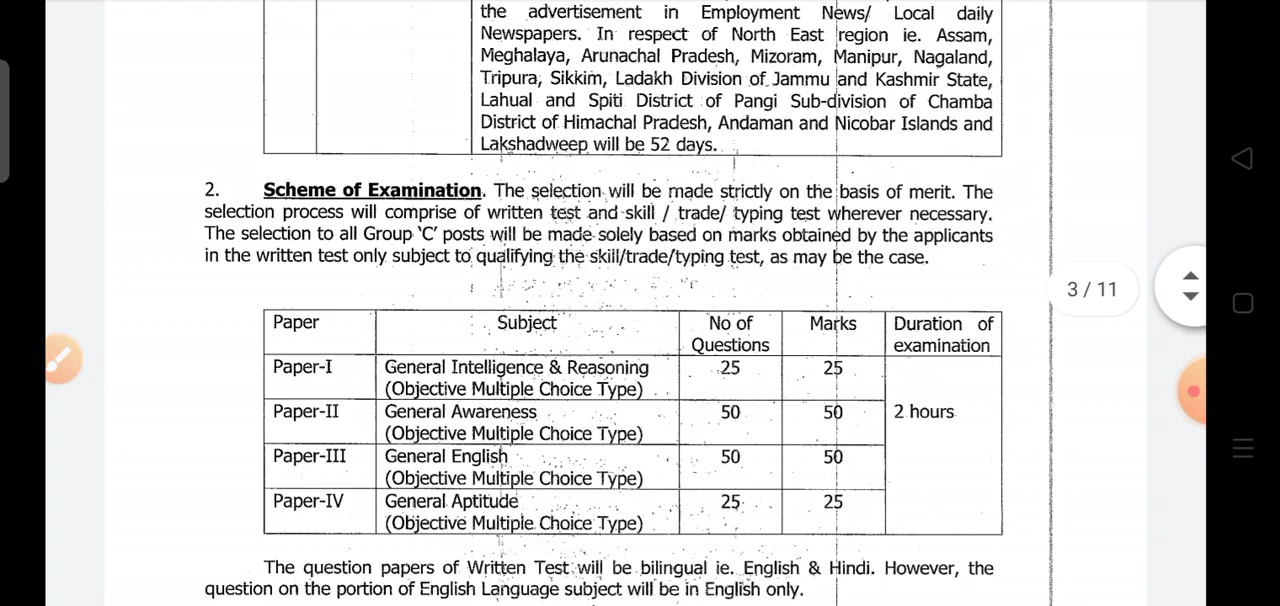 the advertisement in Employment News/ Local daily
Newspapers. In respect of North East region ie. Assam,
Meghalaya, Arunachal Pradesh, Mizoram, Manipur, Nagaland,
Tripura, Sikkim, Ladakh Division of Jammu and Kashmir State,
Lahual and Spiti District of Pangi Sub-division of Chamba
District of Himachal Pradesh, Andaman and Nicobar Islands and
Lakshadweep will be 52 days.
2. Scheme of Examination. The selection will be made strictly on the basis of merit. The
selection process will comprise of written test and skill / trade/ typing test wherever necessary.
The selection to all Group 'C' posts will be made solely based on marks obtained by the applicants
in the written test only subject to qualifying the skill/trade/typing test, as may be the case.
3 / 11
Paper Subject No of Questions Marks Duration of examination
Paper-I General Intelligence & Reasoning 25 25
(Objective Multiple Choice Type)
Paper-II General Awareness 50 50 2 hours
(Objective Multiple Choice Type)
Paper-III General English 50 50
(Objective Multiple Choice Type)
Paper-IV General Aptitude 25 25
(Objective Multiple Choice Type)
The question papers of Written Test will be bilingual ie. English & Hindi. However, the
question on the portion of English Language subject will be in English only.